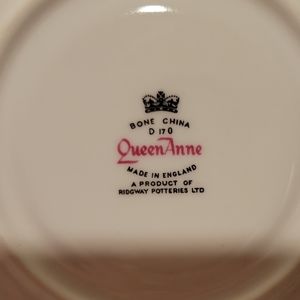 BONE CHINA
D 170
Queen Anne
MADE IN ENGLAND
A PRODUCT OF
RIDGWAY POTTERIES LTD